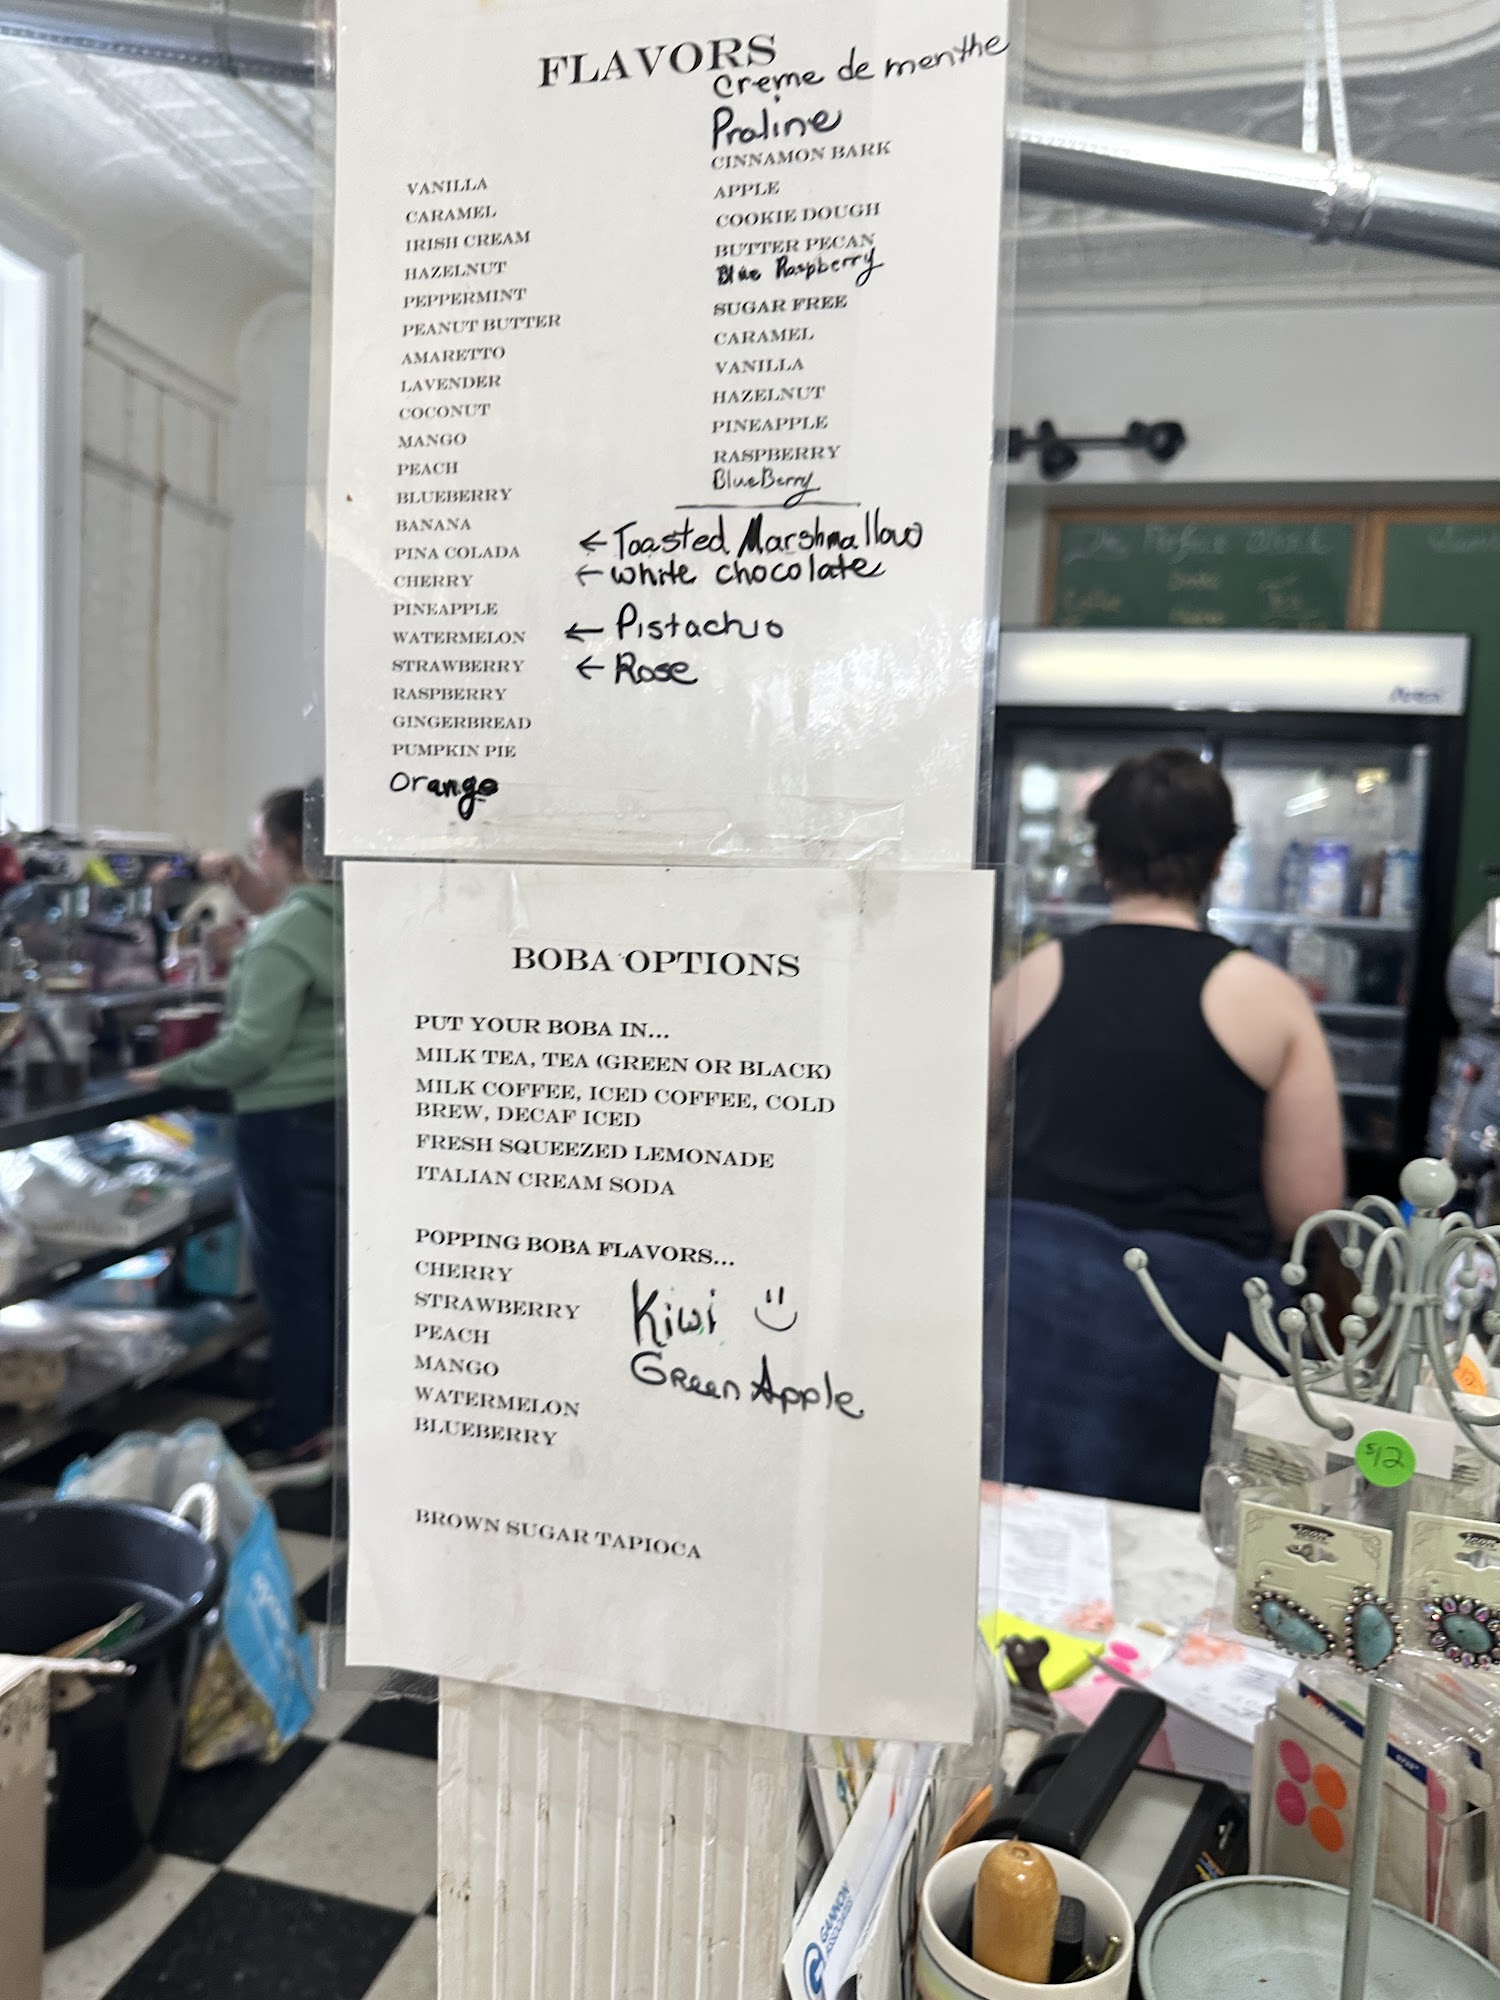 FLAVORS
Creme de menthe
Praline
CINNAMON BARK
APPLE
COOKIE DOUGH
BUTTER PECAN
Blue Raspberry
SUGAR FREE
CARAMEL
VANILLA
HAZELNUT
PINEAPPLE
RASPBERRY
BlueBerry
VANILLA
CARAMEL
IRISH CREAM
HAZELNUT
PEPPERMINT
PEANUT BUTTER
AMARETTO
LAVENDER
COCONUT
MANGO
PEACH
BLUEBERRY
BANANA
PINA COLADA
CHERRY
PINEAPPLE
WATERMELON
STRAWBERRY
RASPBERRY
GINGERBREAD
PUMPKIN PIE
Orange
← Toasted Marshmallow
← White chocolate
← Pistachio
← Rose
BOBA OPTIONS
PUT YOUR BOBA IN...
MILK TEA, TEA (GREEN OR BLACK)
MILK COFFEE, ICED COFFEE, COLD
BREW, DECAF ICED
FRESH SQUEEZED LEMONADE
ITALIAN CREAM SODA
POPPING BOBA FLAVORS...
CHERRY
STRAWBERRY
PEACH
MANGO
WATERMELON
BLUEBERRY
Kiwi
Green Apple
BROWN SUGAR TAPIOCA
$12
Icon
Icon
GANNON
ASSOCIATES